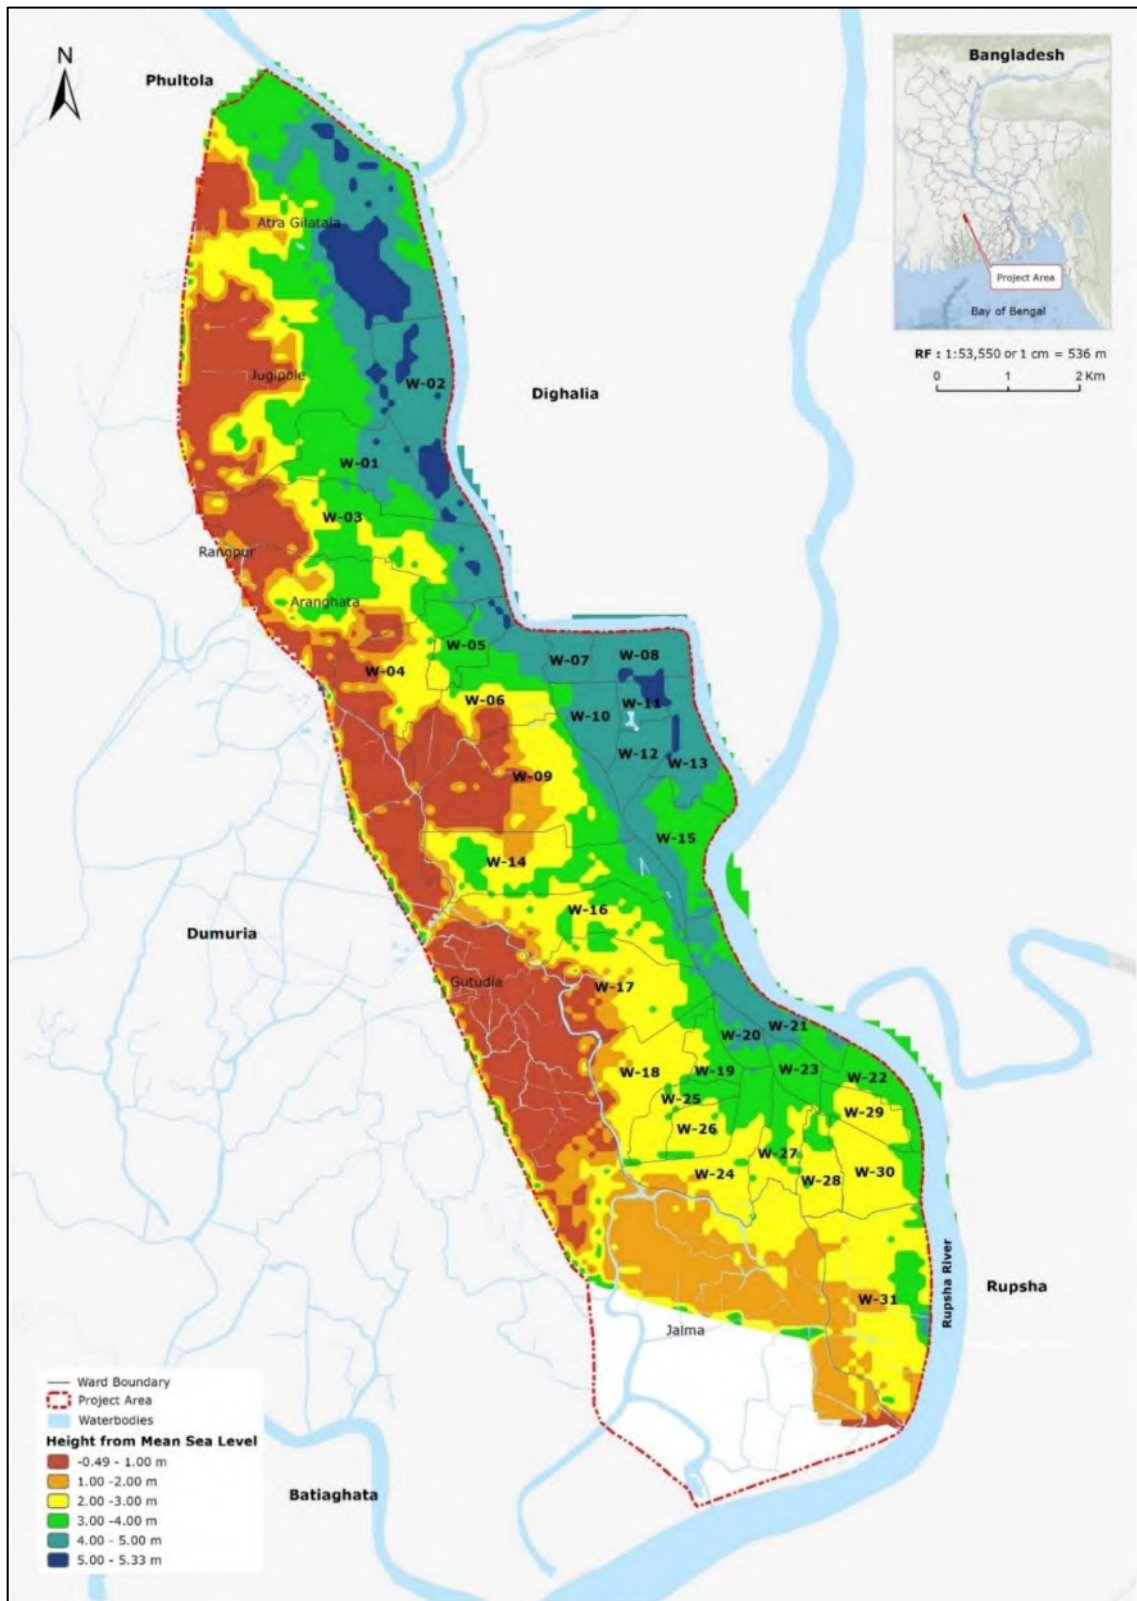 N
Phultola
Bangladesh
Project Area
Bay of Bengal
RF : 1:53,550 or 1 cm = 536 m
0 1 2 Km
Atra Gilatala
Jugipole
W-02
Dighalia
W-01
W-03
Rangpur
Aranghata
W-05
W-04
W-07
W-08
W-06
W-10
W-11
W-12
W-13
W-09
W-15
W-14
W-16
Dumuria
Gutudia
W-17
W-20
W-21
W-18
W-19
W-23
W-22
W-25
W-29
W-26
W-27
W-24
W-28
W-30
Rupsha River
Rupsha
W-31
Jalma
Batiaghata
Ward Boundary
Project Area
Waterbodies
Height from Mean Sea Level
-0.49 - 1.00 m
1.00 -2.00 m
2.00 -3.00 m
3.00 -4.00 m
4.00 - 5.00 m
5.00 - 5.33 m